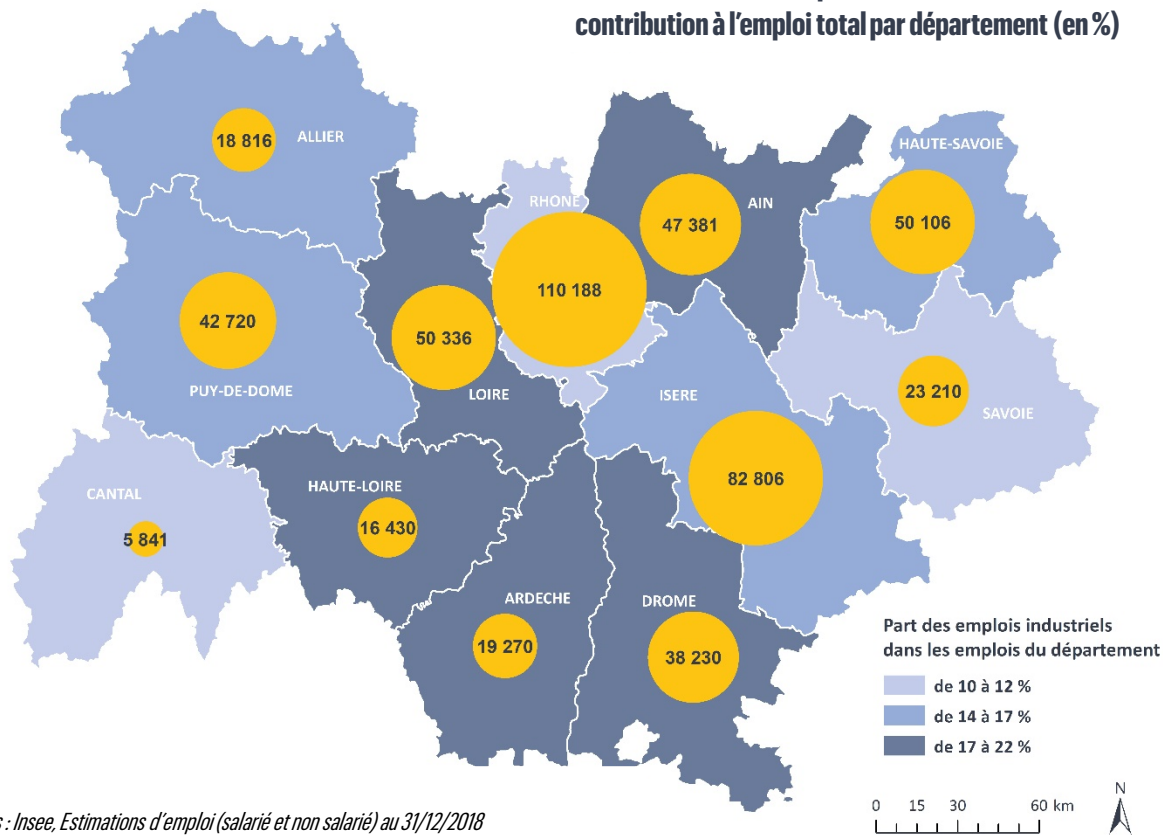 contribution à l’emploi total par département (en %)
18 816
ALLIER
HAUTE-SAVOIE
RHONE
AIN
47 381
50 106
110 188
42 720
50 336
PUY-DE-DOME
LOIRE
ISERE
23 210
SAVOIE
82 806
CANTAL
HAUTE-LOIRE
5 841
16 430
ARDECHE
DROME
19 270
38 230
Part des emplois industriels
dans les emplois du département
de 10 à 12 %
de 14 à 17 %
de 17 à 22 %
N
0 15 30 60 km
s : Insee, Estimations d’emploi (salarié et non salarié) au 31/12/2018